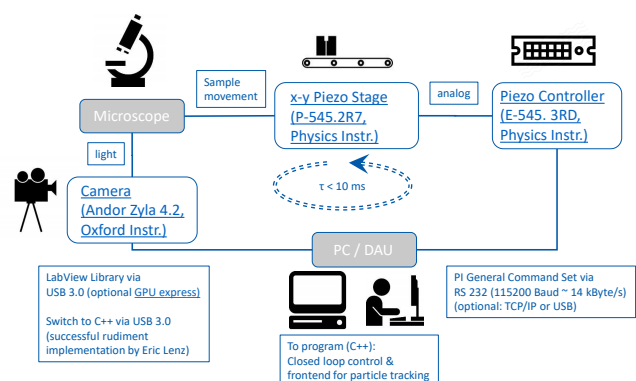 Sample
movement
x-y Piezo Stage
(P-545.2R7,
Physics Instr.)
analog
Piezo Controller
(E-545. 3RD,
Physics Instr.)
Microscope
light
τ < 10 ms
Camera
(Andor Zyla 4.2,
Oxford Instr.)
PC / DAU
LabView Library via
USB 3.0 (optional GPU express)
Switch to C++ via USB 3.0
(successful rudiment
implementation by Eric Lenz)
PI General Command Set via
RS 232 (115200 Baud ~ 14 kByte/s)
(optional: TCP/IP or USB)
To program (C++):
Closed loop control &
frontend for particle tracking